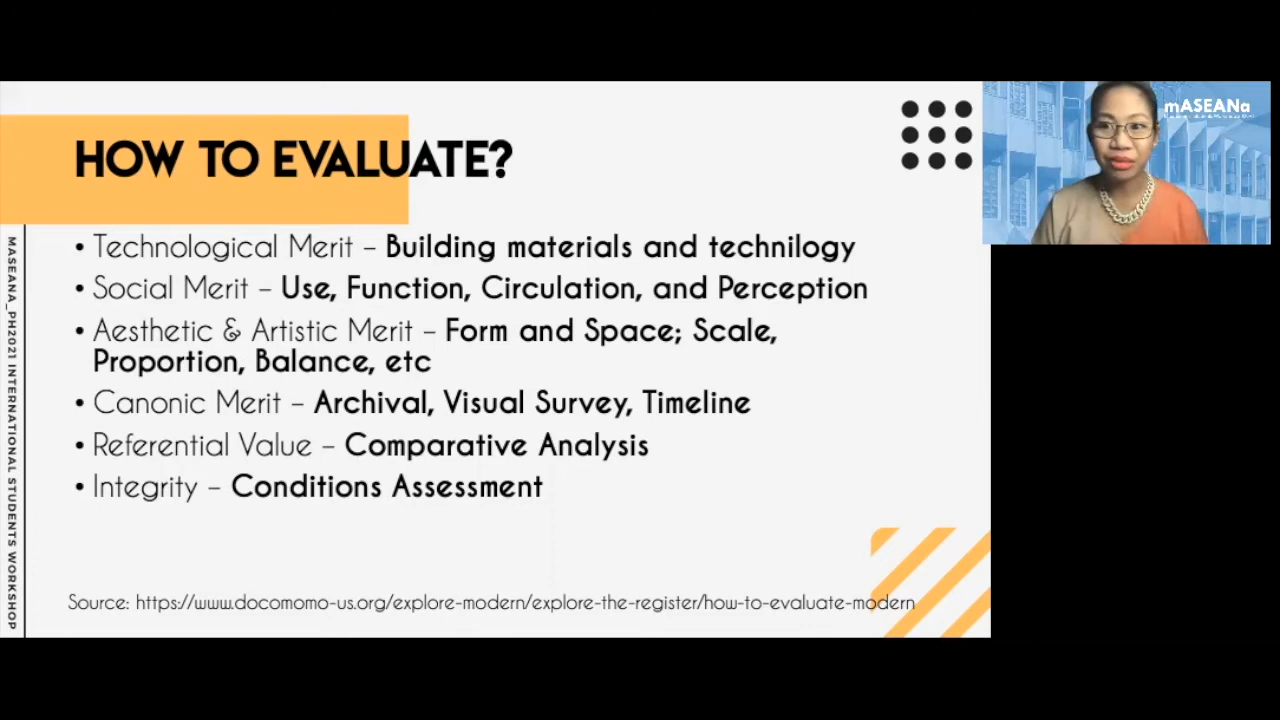 HOW TO EVALUATE?
• Technological Merit – Building materials and technilogy
• Social Merit – Use, Function, Circulation, and Perception
• Aesthetic & Artistic Merit – Form and Space; Scale,
Proportion, Balance, etc
• Canonic Merit – Archival, Visual Survey, Timeline
• Referential Value – Comparative Analysis
• Integrity – Conditions Assessment
Source: https://www.docomomo-us.org/explore-modern/explore-the-register/how-to-evaluate-modern
MASEANA_PH2021 INTERNATIONAL STUDENTS WORKSHOP
mASEANa